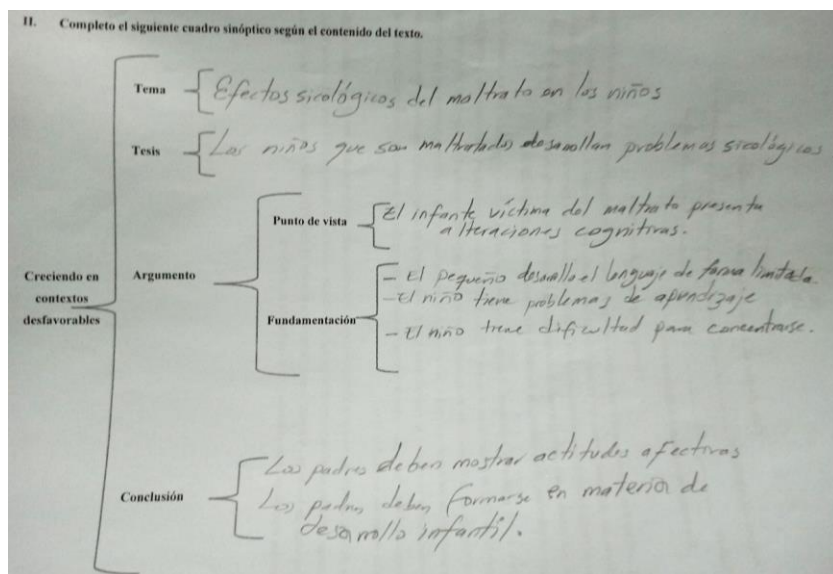 II. Completo el siguiente cuadro sinóptico según el contenido del texto.
Tema
Efectos sicológicos del maltrato en los niños
Tesis
Los niños que son maltratados desarrollan problemas sicológicos
Creciendo en
contextos
desfavorables
Argumento
Punto de vista
El infante víctima del maltrato presenta
alteraciones cognitivas.
Fundamentación
- El pequeño desarrolla el lenguaje de forma limitada.
- El niño tiene problemas de aprendizaje
- El niño tiene dificultad para concentrarse.
Conclusión
Los padres deben mostrar actitudes afectivas
Los padres deben formarse en materia de
desarrollo infantil.